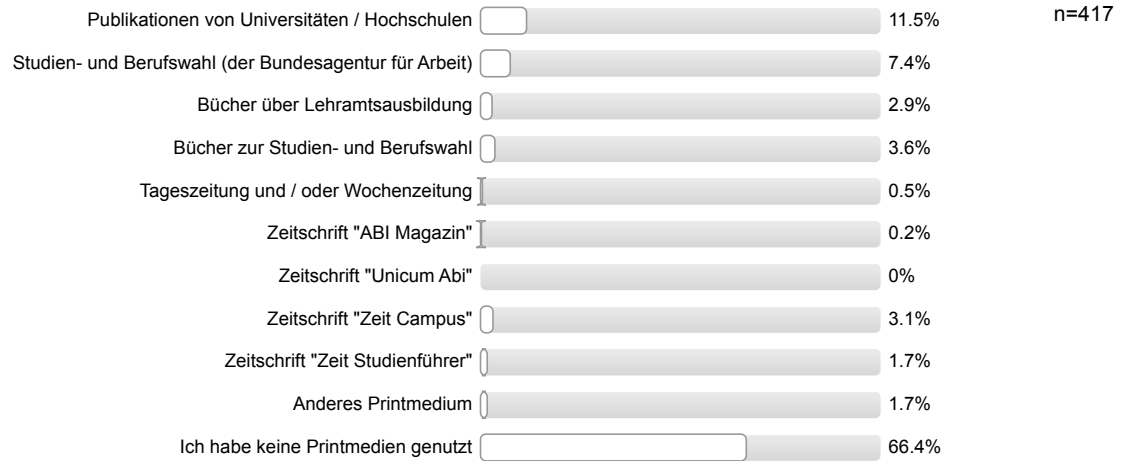 Publikationen von Universitäten / Hochschulen 11.5% n=417
Studien- und Berufswahl (der Bundesagentur für Arbeit) 7.4%
Bücher über Lehramtsausbildung 2.9%
Bücher zur Studien- und Berufswahl 3.6%
Tageszeitung und / oder Wochenzeitung 0.5%
Zeitschrift "ABI Magazin" 0.2%
Zeitschrift "Unicum Abi" 0%
Zeitschrift "Zeit Campus" 3.1%
Zeitschrift "Zeit Studienführer" 1.7%
Anderes Printmedium 1.7%
Ich habe keine Printmedien genutzt 66.4%